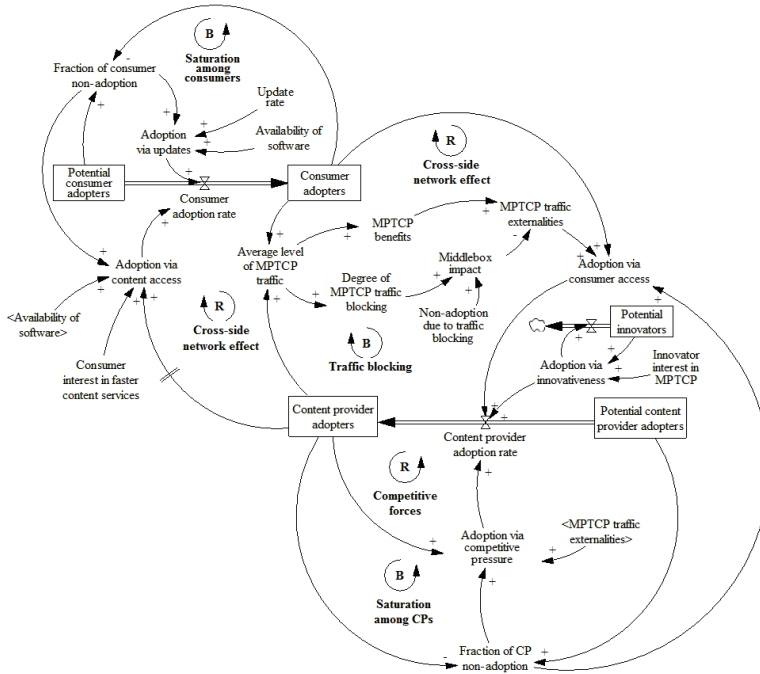 B
Saturation
among
consumers
Fraction of consumer
non-adoption
-
+
+
Update
rate
Adoption
via updates
+
+
Availability of
software
Potential
consumer
adopters
+
Consumer
adopters
Consumer
adoption rate
R
Cross-side
network effect
MPTCP
benefits
+
MPTCP traffic
externalities
+
-
Average level
of MPTCP
traffic
+
+
+
Degree of
MPTCP traffic
blocking
+
Middlebox
impact
+
+
Non-adoption
due to traffic
blocking
Adoption via
consumer access
+
+
+
Adoption via
content access
+
+
+
+
+
<Availability of
software>
Consumer
interest in faster
content services
R
Cross-side
network effect
B
Traffic blocking
Potential
innovators
Adoption via
innovativeness
+
+
+
Innovator
interest in
MPTCP
Content provider
adopters
Content provider
adoption rate
+
+
+
Potential content
provider adopters
R
Competitive
forces
Adoption via
competitive
pressure
+
+
+
<MPTCP traffic
externalities>
B
Saturation
among CPs
Fraction of CP
non-adoption
-
+